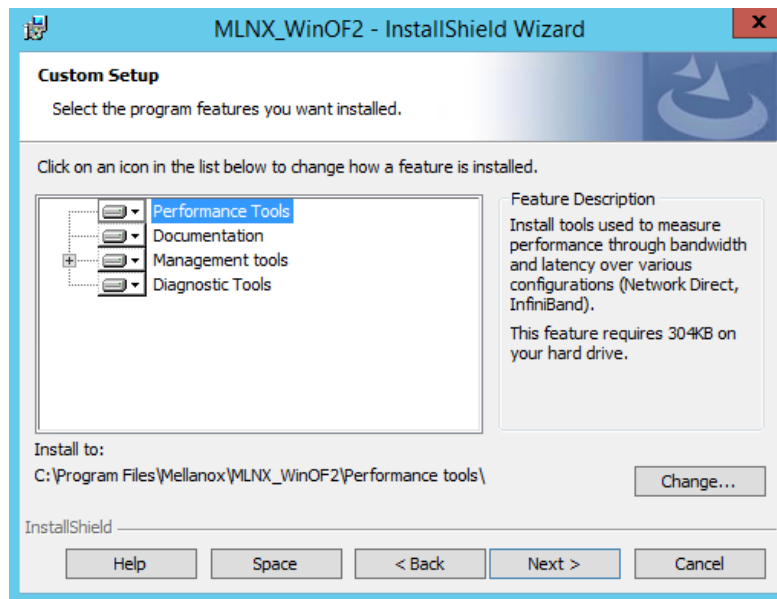 MLNX_WinOF2 - InstallShield Wizard
x
Custom Setup
Select the program features you want installed.
Click on an icon in the list below to change how a feature is installed.
Performance Tools
Documentation
Management tools
Diagnostic Tools
Feature Description
Install tools used to measure
performance through bandwidth
and latency over various
configurations (Network Direct,
InfiniBand).
This feature requires 304KB on
your hard drive.
Install to:
C:\Program Files\Mellanox\MLNX_WinOF2\Performance tools\
Change...
InstallShield
Help
Space
< Back
Next >
Cancel